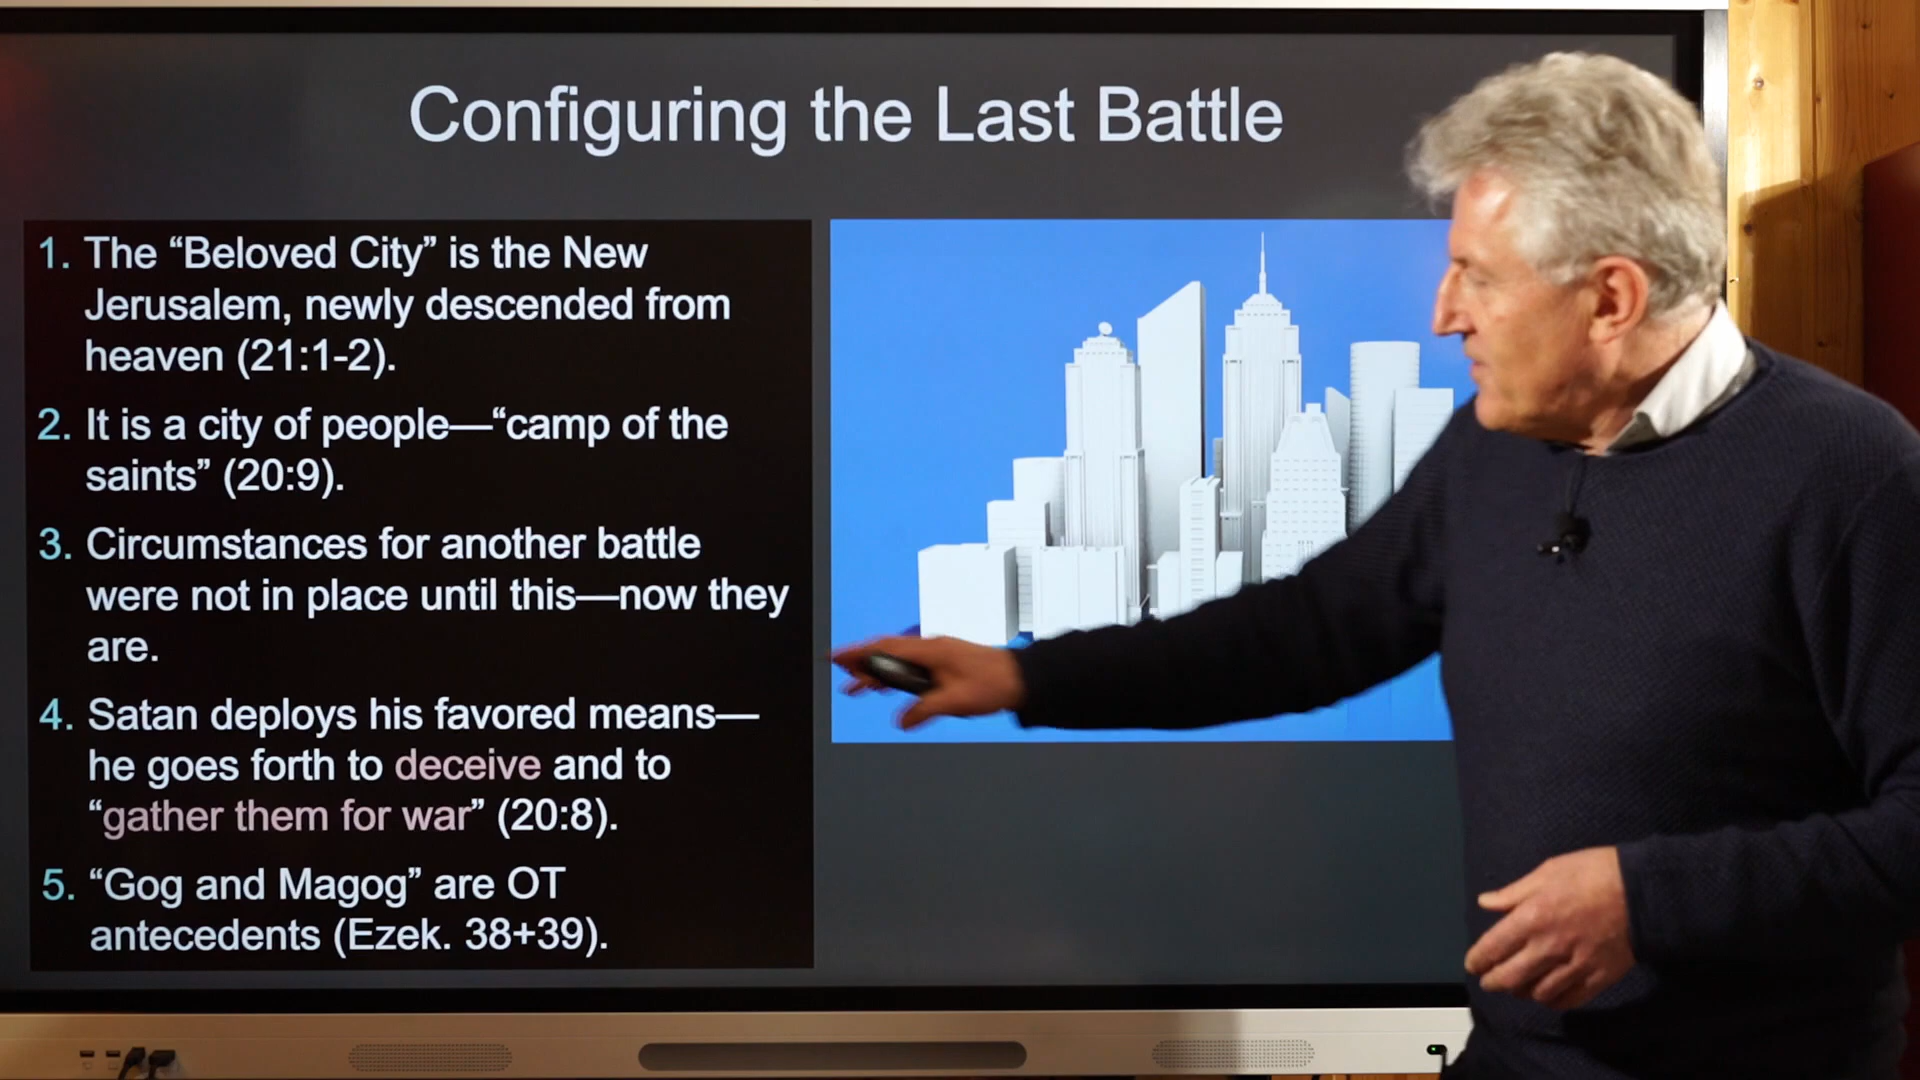 Configuring the Last Battle
1. The “Beloved City” is the New
Jerusalem, newly descended from
heaven (21:1-2).
2. It is a city of people—“camp of the
saints” (20:9).
3. Circumstances for another battle
were not in place until this—now they
are.
4. Satan deploys his favored means—
he goes forth to deceive and to
“gather them for war” (20:8).
5. “Gog and Magog” are OT
antecedents (Ezek. 38+39).